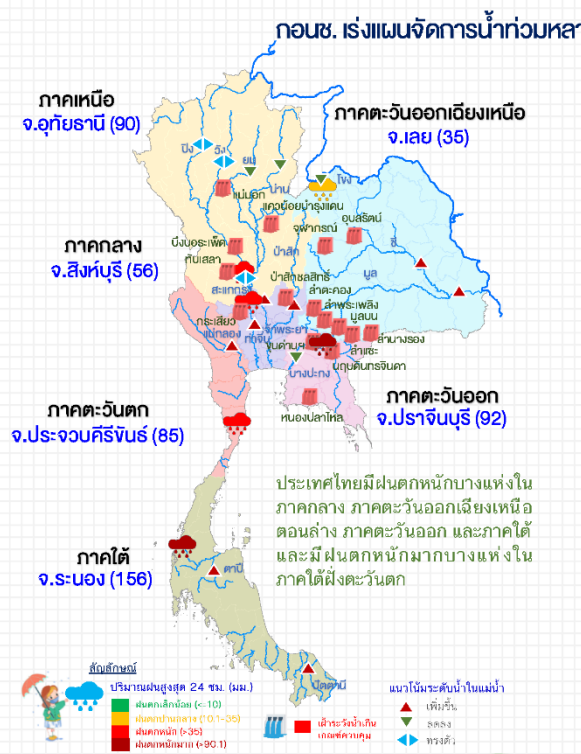 กอนช. เร่งแผนจัดการน้ำท่วมหลา
ภาคเหนือ
จ.อุทัยธานี (90)
ภาคตะวันออกเฉียงเหนือ
จ.เลย (35)
ปิง
วัง
ยม
น่าน
โขง
แม่มอก
แควน้อยบำรุงแดน
จุฬาภรณ์
อุบลรัตน์
ชี
มูล
ภาคกลาง
จ.สิงห์บุรี (56)
บึงบอระเพ็ด
ทับเสลา
ป่าสัก
ป่าสักชลสิทธิ์
สะแกกรัง
ลำตะคอง
ลำพระเพลิง
มูลบน
กระเสียว
แม่กลอง
ท่าจีน
เจ้าพระยา
ขุนด่านฯ
ลำนางรอง
ลำแชะ
นฤบดินทรจินดา
บางปะกง
หนองปลาไหล
ภาคตะวันตก
จ.ประจวบคีรีขันธ์ (85)
ภาคตะวันออก
จ.ปราจีนบุรี (92)
ประเทศไทยมีฝนตกหนักบางแห่งใน
ภาคกลาง ภาคตะวันออกเฉียงเหนือ
ตอนล่าง ภาคตะวันออก และภาคใต้
และมีฝนตกหนักมากบางแห่งใน
ภาคใต้ฝั่งตะวันตก
ภาคใต้
จ.ระนอง (156)
ตาปี
ปัตตานี
สัญลักษณ์
ปริมาณฝนสูงสุด 24 ชม. (มม.)
ฝนตกเล็กน้อย (<=10)
ฝนตกปานกลาง (10.1-35)
ฝนตกหนัก (>35)
ฝนตกหนักมาก (>90.1)
เฝ้าระวังน้ำเกิน
เกณฑ์ควบคุม
แนวโน้มระดับน้ำในแม่น้ำ
เพิ่มขึ้น
ลดลง
ทรงตัว